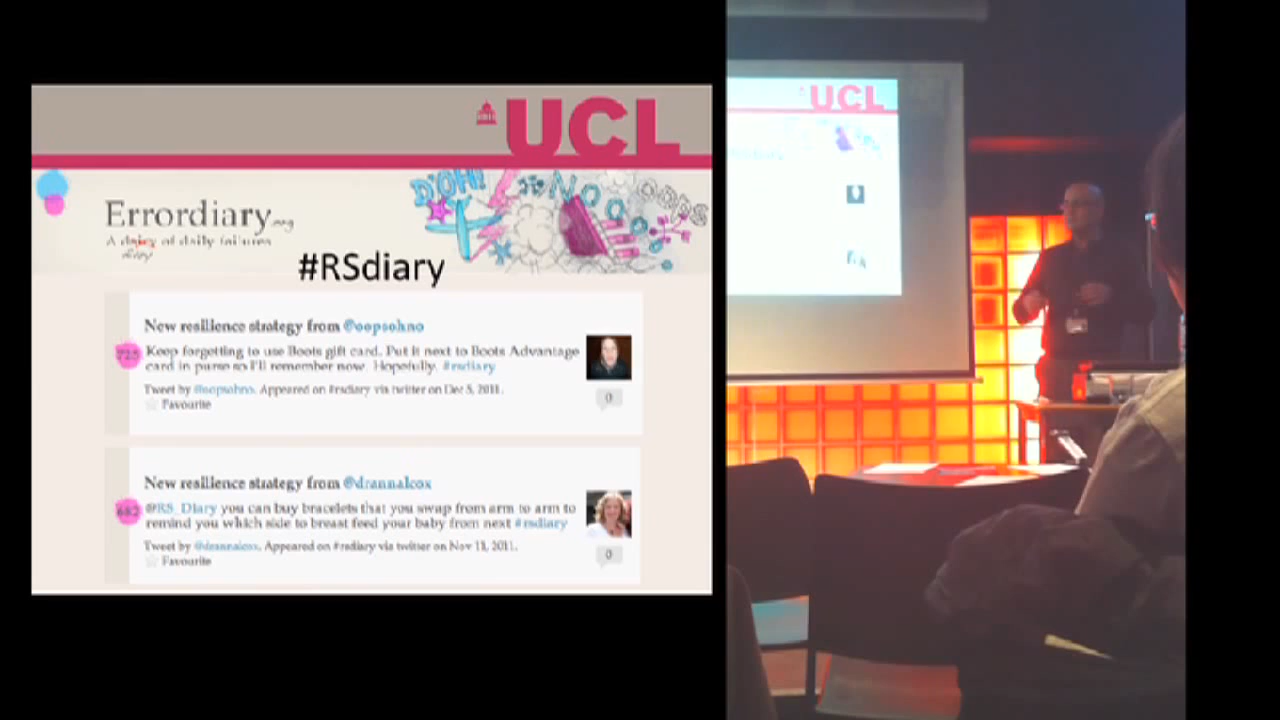 UCL
D'OH!
Errordiary.org
A dairy of daily failures
diary
#RSdiary
New resilience strategy from @oopsohno
725 Keep forgetting to use Boots gift card. Put it next to Boots Advantage
card in purse so I'll remember now. Hopefully. #rsdiary
Tweet by @oopsohno. Appeared on #rsdiary via twitter on Dec 5, 2011.
Favourite
0
New resilience strategy from @drannalcox
682 @RS_Diary you can buy bracelets that you swap from arm to arm to
remind you which side to breast feed your baby from next #rsdiary
Tweet by @drannalcox. Appeared on #rsdiary via twitter on Nov 18, 2011.
Favourite
0
UCL